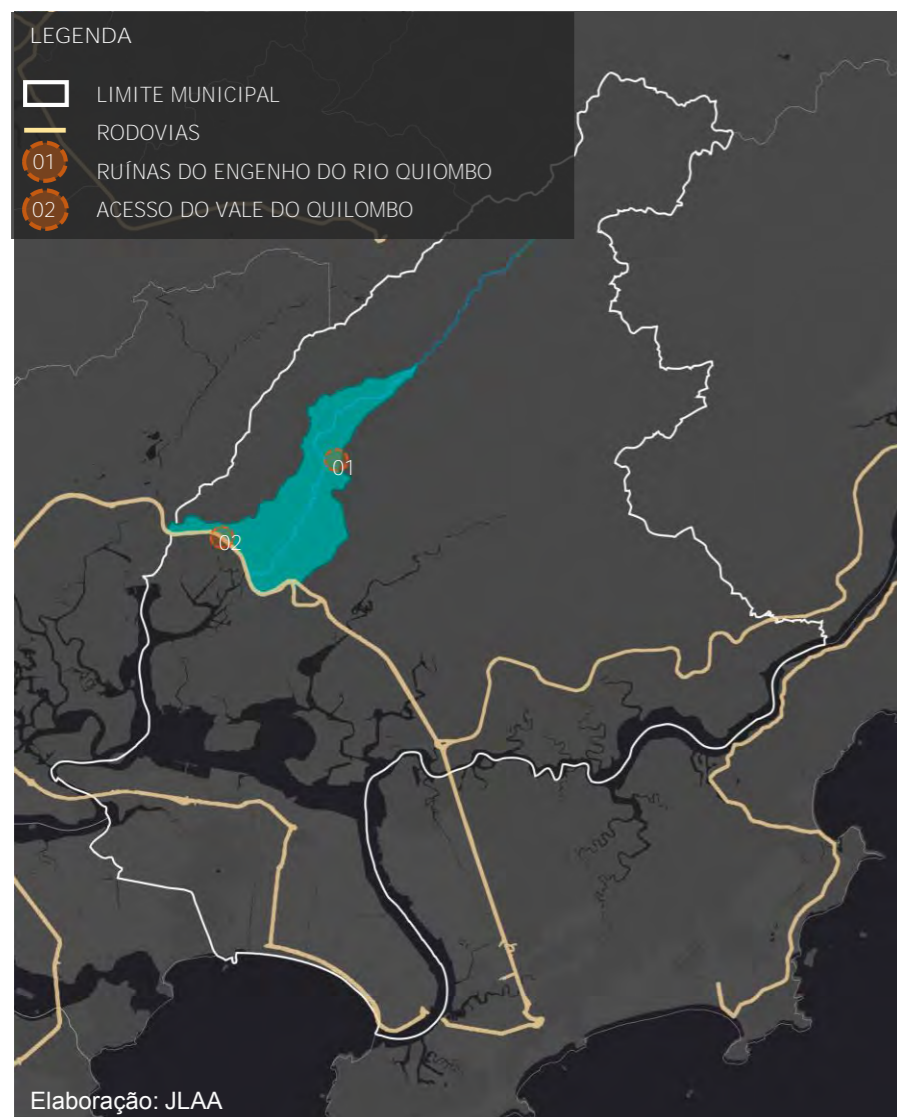 LEGENDA
LIMITE MUNICIPAL
RODOVIAS
01 RUÍNAS DO ENGENHO DO RIO QUIOMBO
02 ACESSO DO VALE DO QUILOMBO
01
02
Elaboração: JLAA